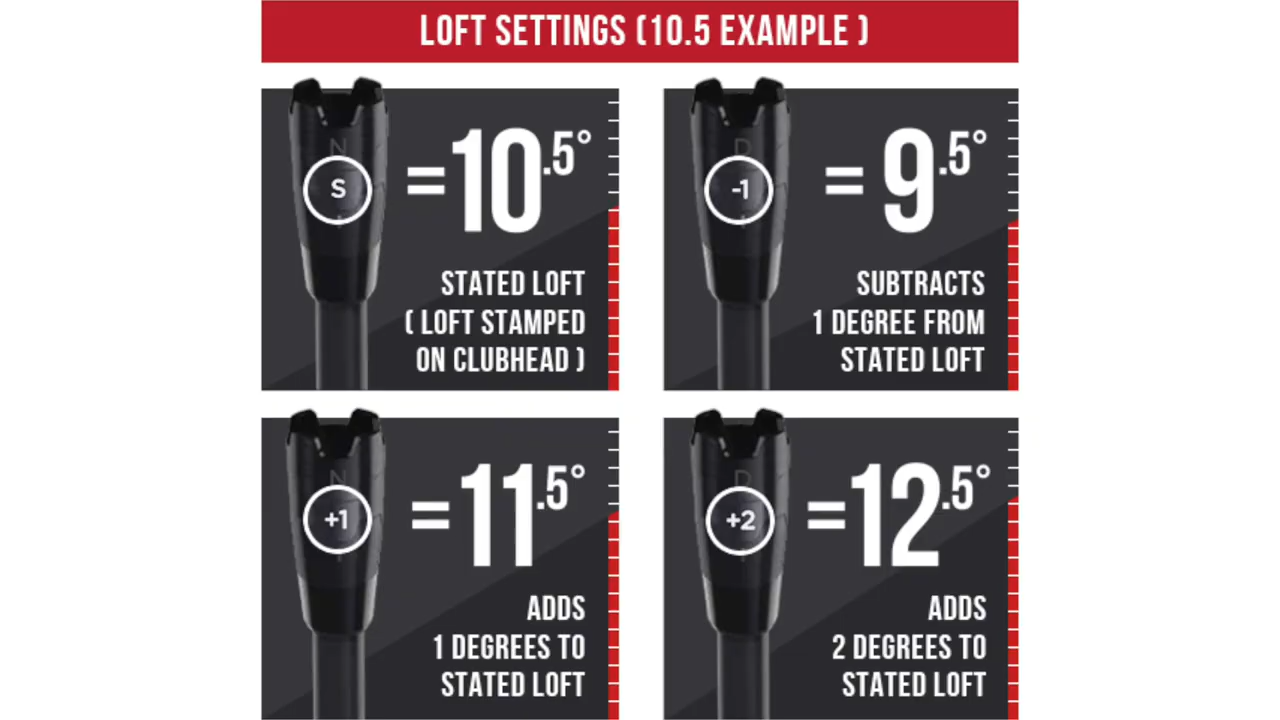 LOFT SETTINGS (10.5 EXAMPLE )
N
S
=10.5°
STATED LOFT
( LOFT STAMPED
ON CLUBHEAD )
D
-1
= 9.5°
SUBTRACTS
1 DEGREE FROM
STATED LOFT
N
+1
=11.5°
ADDS
1 DEGREES TO
STATED LOFT
D
+2
=12.5°
ADDS
2 DEGREES TO
STATED LOFT